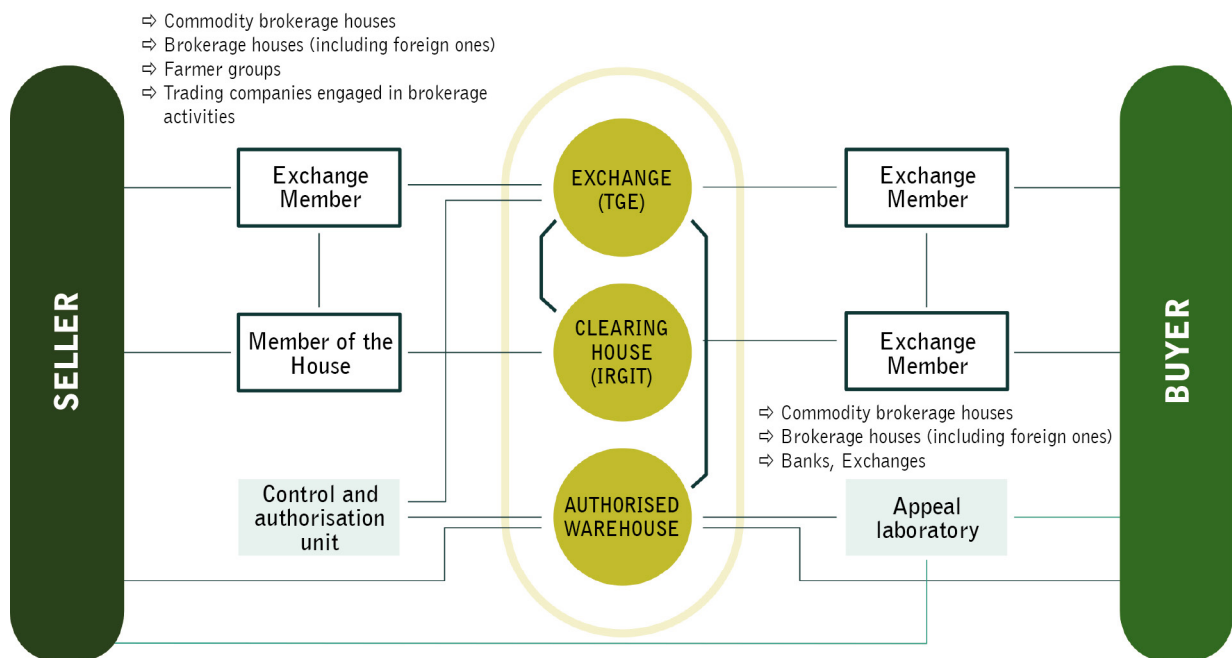 ⇨ Commodity brokerage houses
⇨ Brokerage houses (including foreign ones)
⇨ Farmer groups
⇨ Trading companies engaged in brokerage
activities
SELLER
Exchange
Member
EXCHANGE
(TGE)
Exchange
Member
BUYER
Member of the
House
CLEARING
HOUSE
(IRGIT)
Exchange
Member
⇨ Commodity brokerage houses
⇨ Brokerage houses (including foreign ones)
⇨ Banks, Exchanges
Control and
authorisation
unit
AUTHORISED
WAREHOUSE
Appeal
laboratory